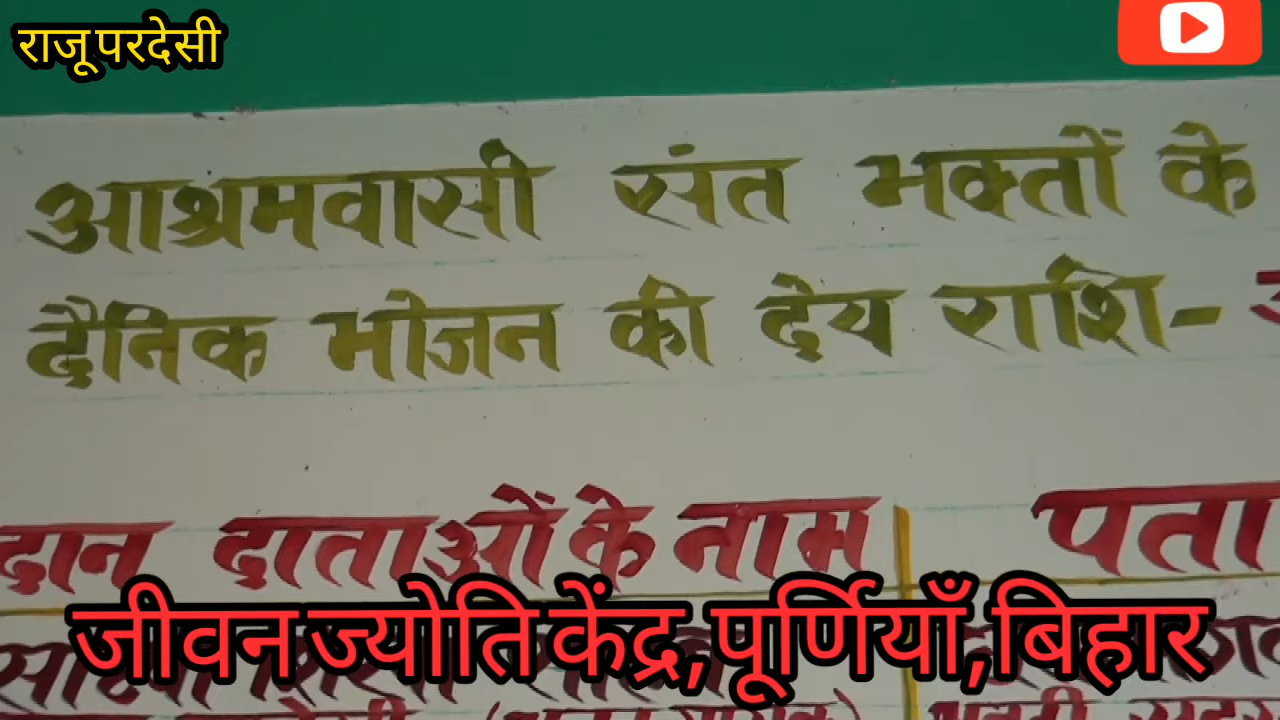 राजू परदेसी
आश्रमवासी संत भक्तों के
दैनिक भोजन की देय राशि-
दान दाताओं के नाम पता
जीवन ज्योति केंद्र,पूर्णियाँ,बिहार